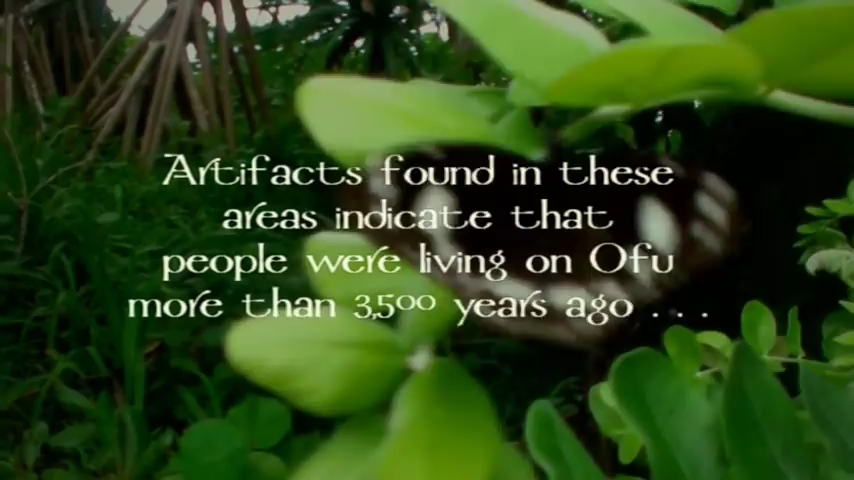 Artifacts found in these
areas indicate that
people were living on Ofu
more than 3,500 years ago . . .